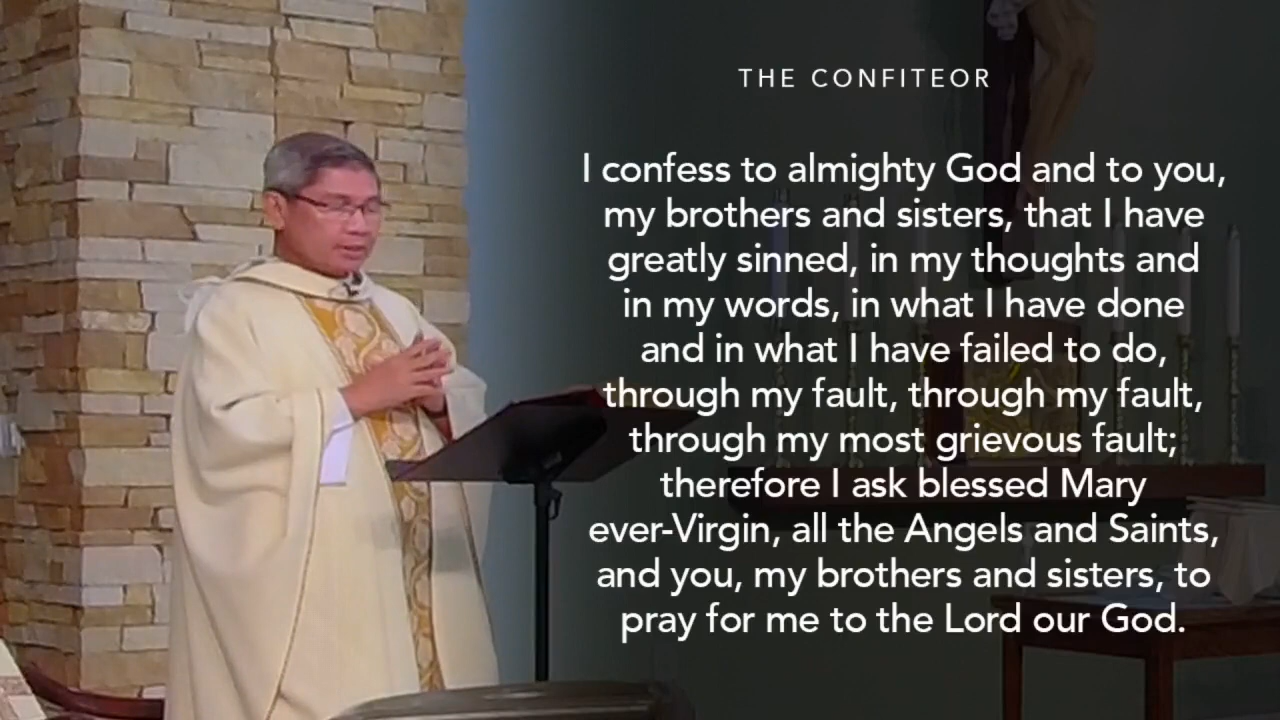 THE CONFITEOR
I confess to almighty God and to you,
my brothers and sisters, that I have
greatly sinned, in my thoughts and
in my words, in what I have done
and in what I have failed to do,
through my fault, through my fault,
through my most grievous fault;
therefore I ask blessed Mary
ever-Virgin, all the Angels and Saints,
and you, my brothers and sisters, to
pray for me to the Lord our God.